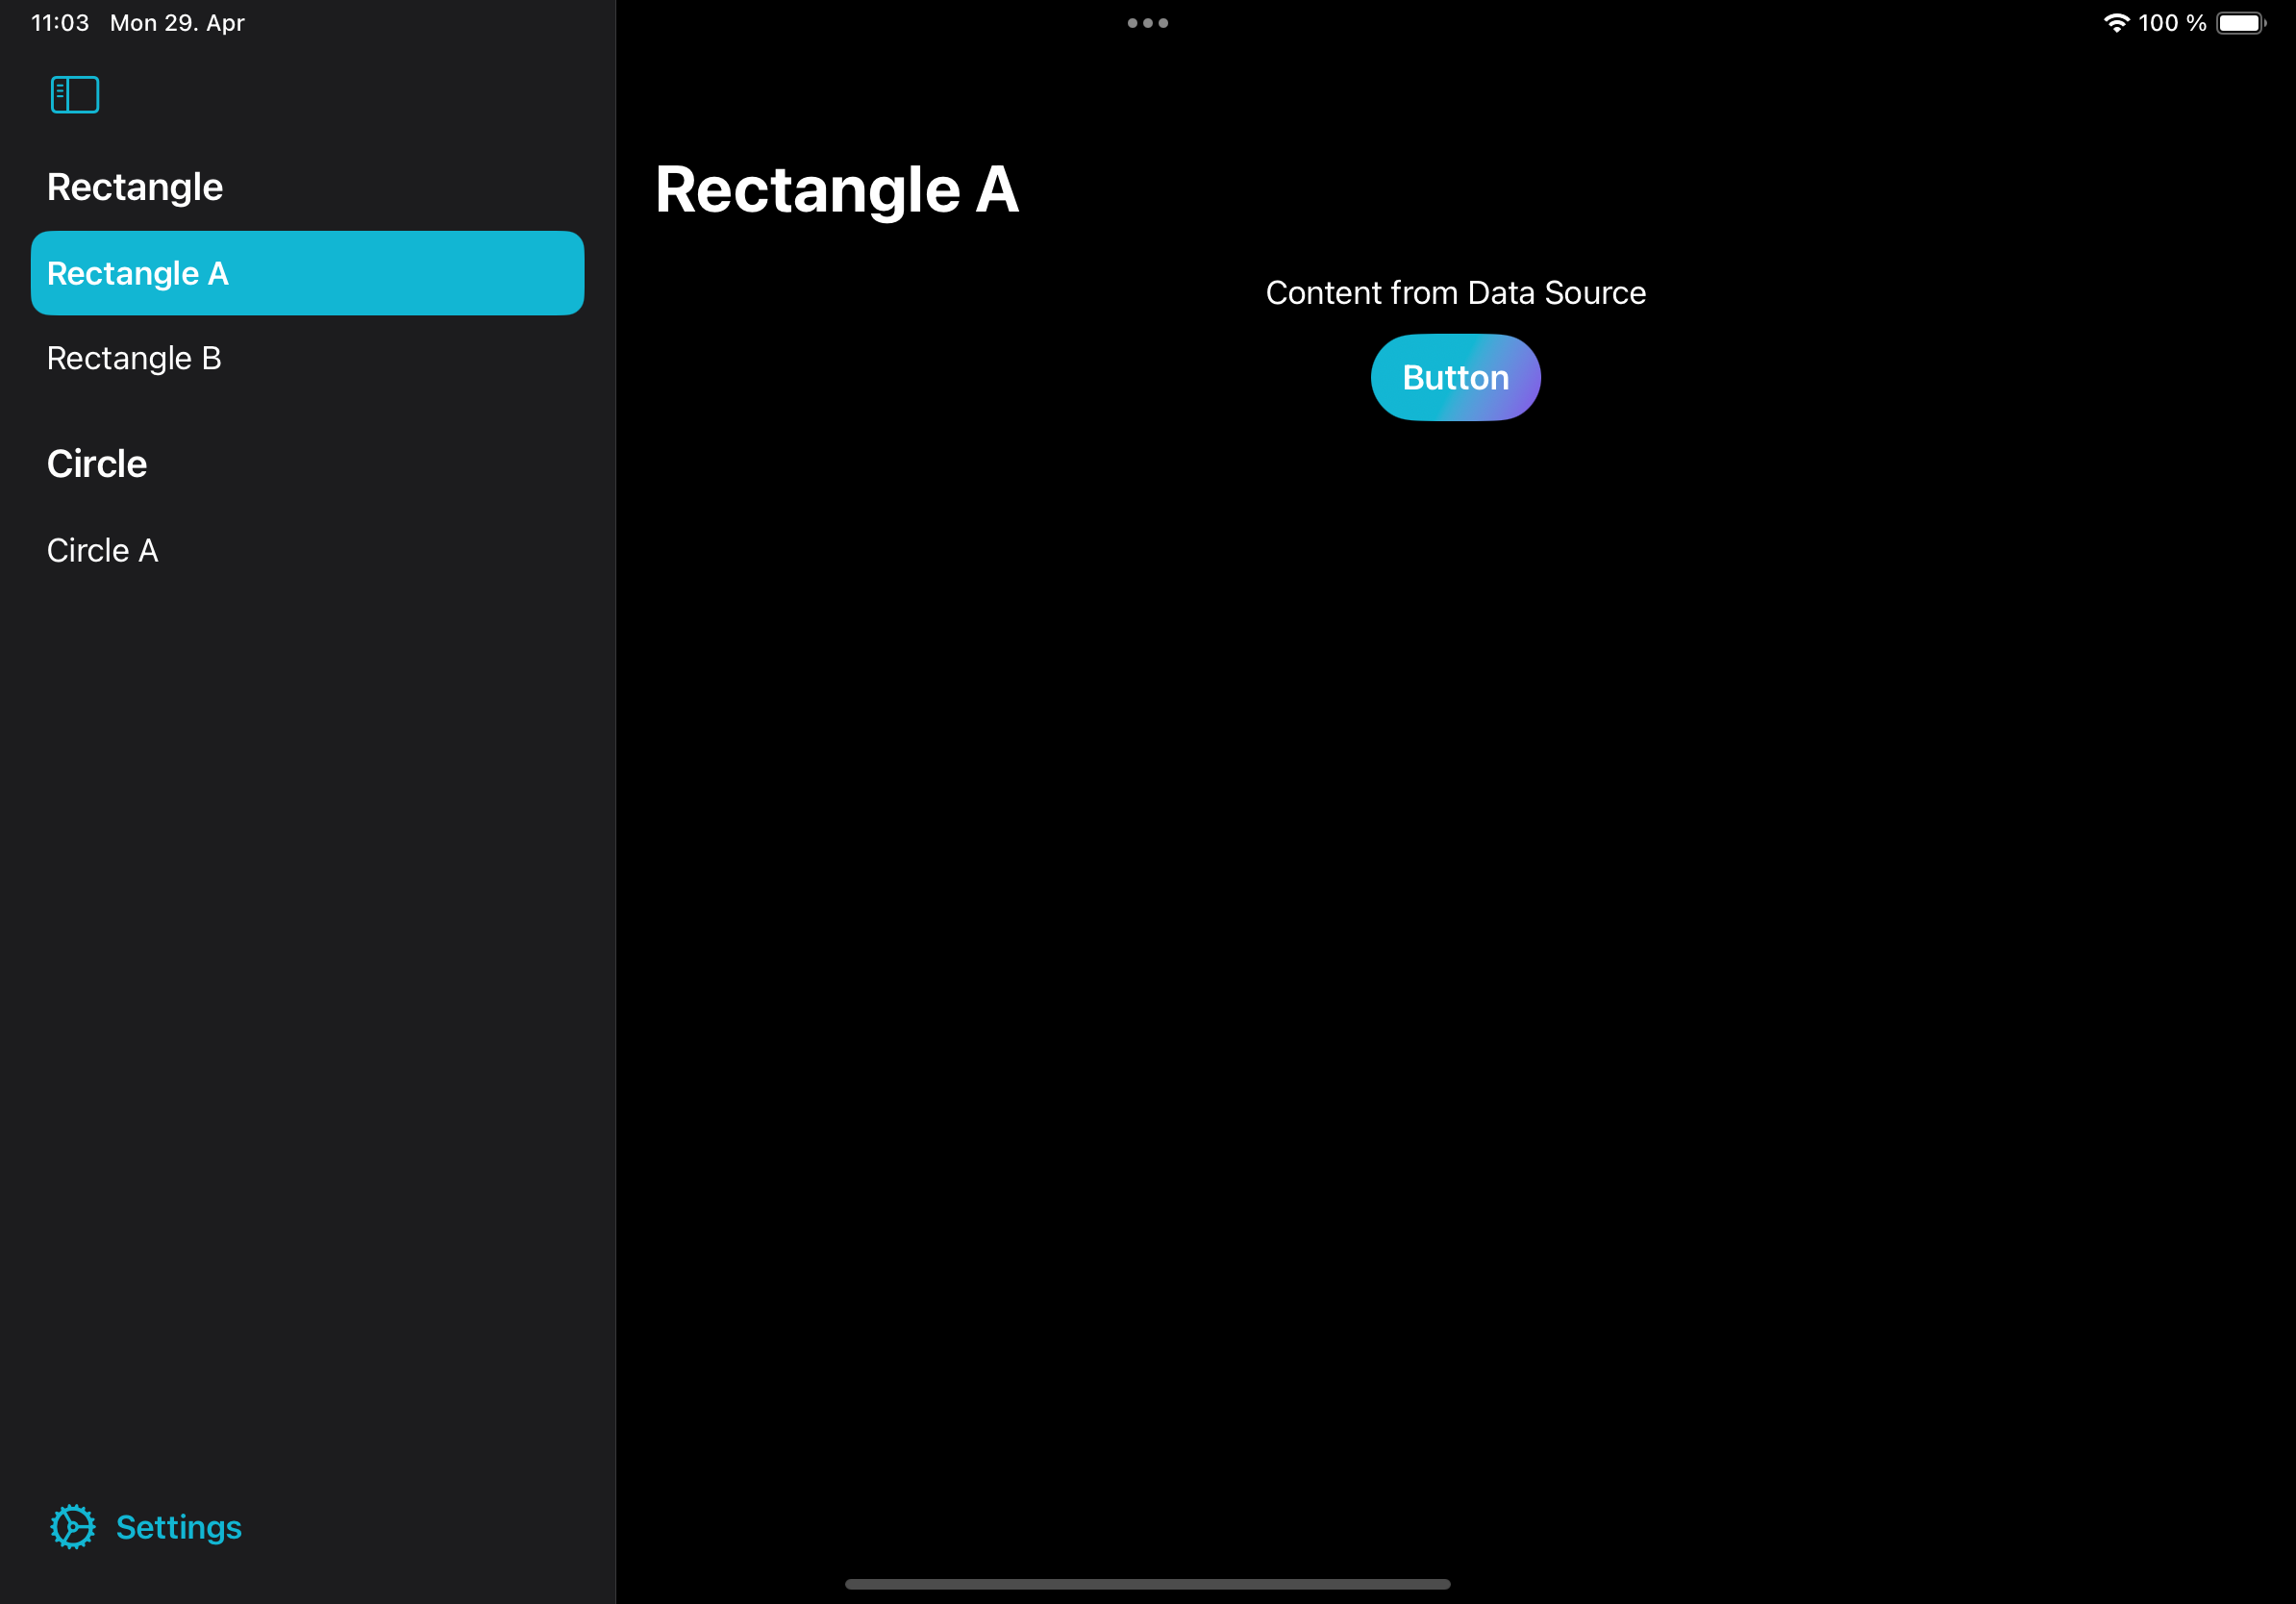 11:03 Mon 29. Apr
100 %
Rectangle
Rectangle A
Rectangle B
Circle
Circle A
Settings
Rectangle A
Content from Data Source
Button